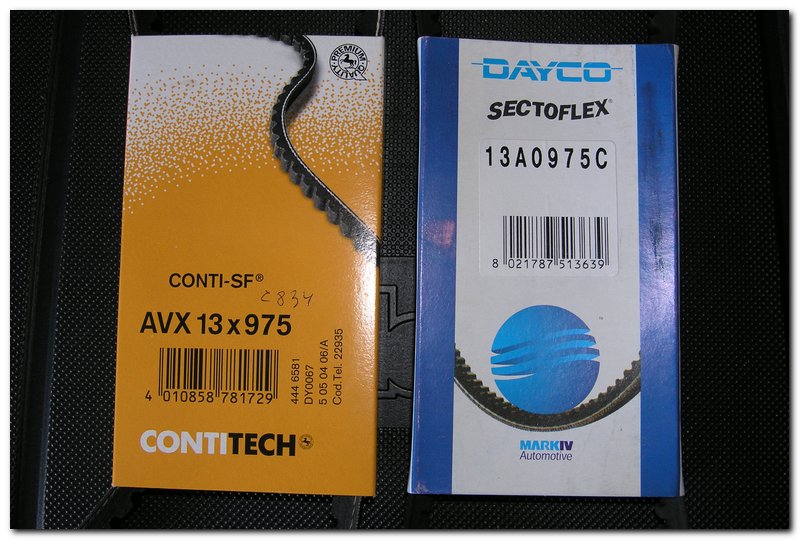 PREMIUM QUALITY
CONTI-SF®
C834
AVX 13 x 975
4 010858 781729
444 6581
DY0067
5 05 04 06/A
Cod.Tel. 22935
CONTITECH
DAYCO
SECTOFLEX®
13A0975C
8 021787 513639
MARKIV
Automotive